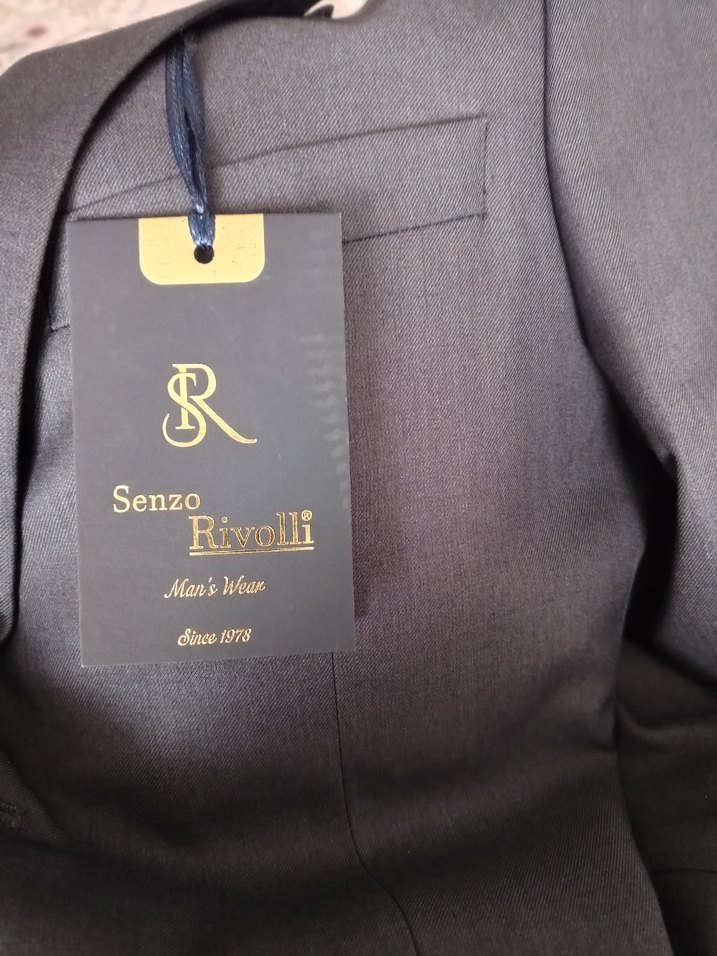 SR
Senzo
Rivolli®
Man's Wear
Since 1978